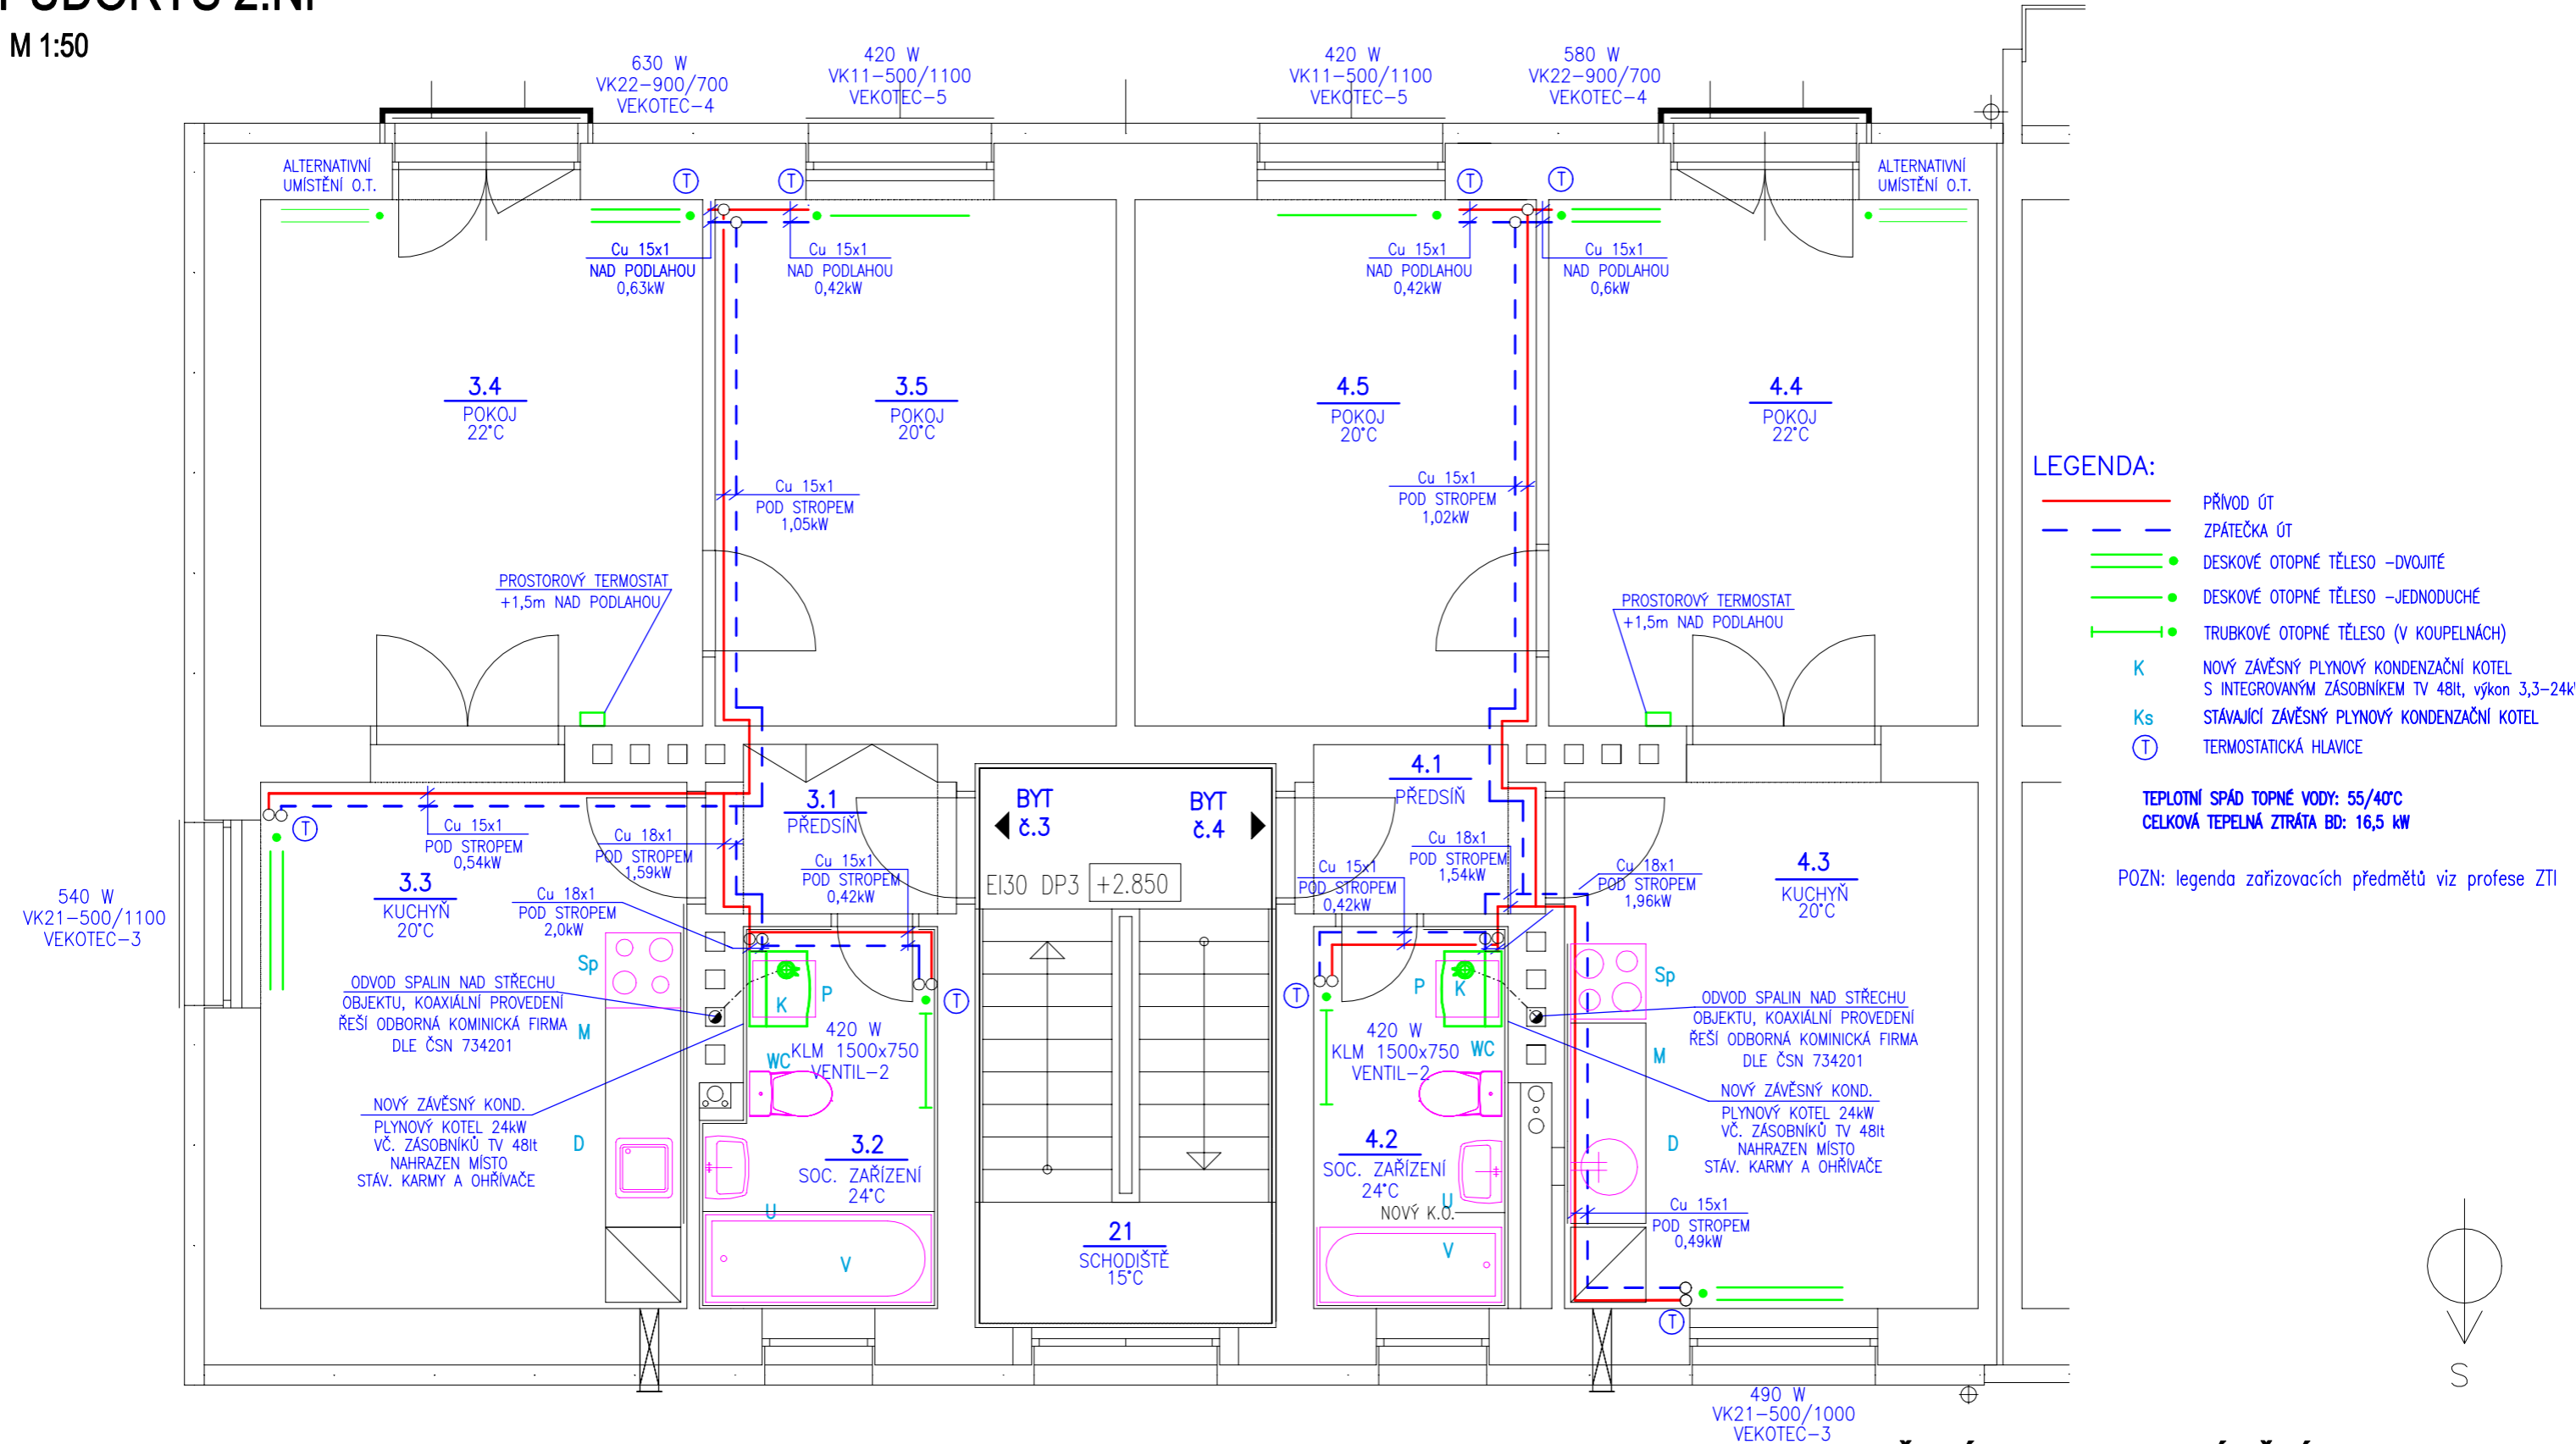 M 1:50
630 W
VK22-900/700
VEKOTEC-4
420 W
VK11-500/1100
VEKOTEC-5
420 W
VK11-500/1100
VEKOTEC-5
580 W
VK22-900/700
VEKOTEC-4
ALTERNATIVNÍ
UMÍSTĚNÍ O.T.
T
T
T
T
ALTERNATIVNÍ
UMÍSTĚNÍ O.T.
Cu 15x1
NAD PODLAHOU
0,63kW
Cu 15x1
NAD PODLAHOU
0,42kW
Cu 15x1
NAD PODLAHOU
0,42kW
Cu 15x1
NAD PODLAHOU
0,6kW
3.4
POKOJ
22°C
3.5
POKOJ
20°C
4.5
POKOJ
20°C
4.4
POKOJ
22°C
Cu 15x1
POD STROPEM
1,05kW
Cu 15x1
POD STROPEM
1,02kW
PROSTOROVÝ TERMOSTAT
+1,5m NAD PODLAHOU
PROSTOROVÝ TERMOSTAT
+1,5m NAD PODLAHOU
LEGENDA:
PŘÍVOD ÚT
ZPÁTEČKA ÚT
DESKOVÉ OTOPNÉ TĚLESO -DVOJITÉ
DESKOVÉ OTOPNÉ TĚLESO -JEDNODUCHÉ
TRUBKOVÉ OTOPNÉ TĚLESO (V KOUPELNÁCH)
K NOVÝ ZÁVĚSNÝ PLYNOVÝ KONDENZAČNÍ KOTEL
S INTEGROVANÝM ZÁSOBNÍKEM TV 48lt, výkon 3,3-24k
Ks STÁVAJÍCÍ ZÁVĚSNÝ PLYNOVÝ KONDENZAČNÍ KOTEL
T TERMOSTATICKÁ HLAVICE
TEPLOTNÍ SPÁD TOPNÉ VODY: 55/40°C
CELKOVÁ TEPELNÁ ZTRÁTA BD: 16,5 kW
POZN: legenda zařizovacích předmětů viz profese ZTI
T
Cu 15x1
POD STROPEM
0,54kW
Cu 18x1
POD STROPEM
1,59kW
3.1
PŘEDSÍŇ
Cu 15x1
POD STROPEM
0,42kW
BYT
č.3
BYT
č.4
EI30 DP3 +2.850
4.1
PŘEDSÍŇ
Cu 15x1
POD STROPEM
0,42kW
Cu 18x1
POD STROPEM
1,54kW
Cu 18x1
POD STROPEM
1,96kW
4.3
KUCHYŇ
20°C
540 W
VK21-500/1100
VEKOTEC-3
3.3
KUCHYŇ
20°C
Cu 18x1
POD STROPEM
2,0kW
Sp
M
D
ODVOD SPALIN NAD STŘECHU
OBJEKTU, KOAXIÁLNÍ PROVEDENÍ
ŘEŠÍ ODBORNÁ KOMINICKÁ FIRMA
DLE ČSN 734201
NOVÝ ZÁVĚSNÝ KOND.
PLYNOVÝ KOTEL 24kW
VČ. ZÁSOBNÍKŮ TV 48lt
NAHRAZEN MÍSTO
STÁV. KARMY A OHŘÍVAČE
K
P
T
420 W
KLM 1500x750
VENTIL-2
WC
3.2
SOC. ZAŘÍZENÍ
24°C
U
V
21
SCHODIŠTĚ
15°C
T
P
K
420 W
KLM 1500x750
VENTIL-2
WC
4.2
SOC. ZAŘÍZENÍ
24°C
U
NOVÝ K.O.
V
Sp
M
D
ODVOD SPALIN NAD STŘECHU
OBJEKTU, KOAXIÁLNÍ PROVEDENÍ
ŘEŠÍ ODBORNÁ KOMINICKÁ FIRMA
DLE ČSN 734201
NOVÝ ZÁVĚSNÝ KOND.
PLYNOVÝ KOTEL 24kW
VČ. ZÁSOBNÍKŮ TV 48lt
NAHRAZEN MÍSTO
STÁV. KARMY A OHŘÍVAČE
Cu 15x1
POD STROPEM
0,49kW
T
490 W
VK21-500/1000
VEKOTEC-3
S